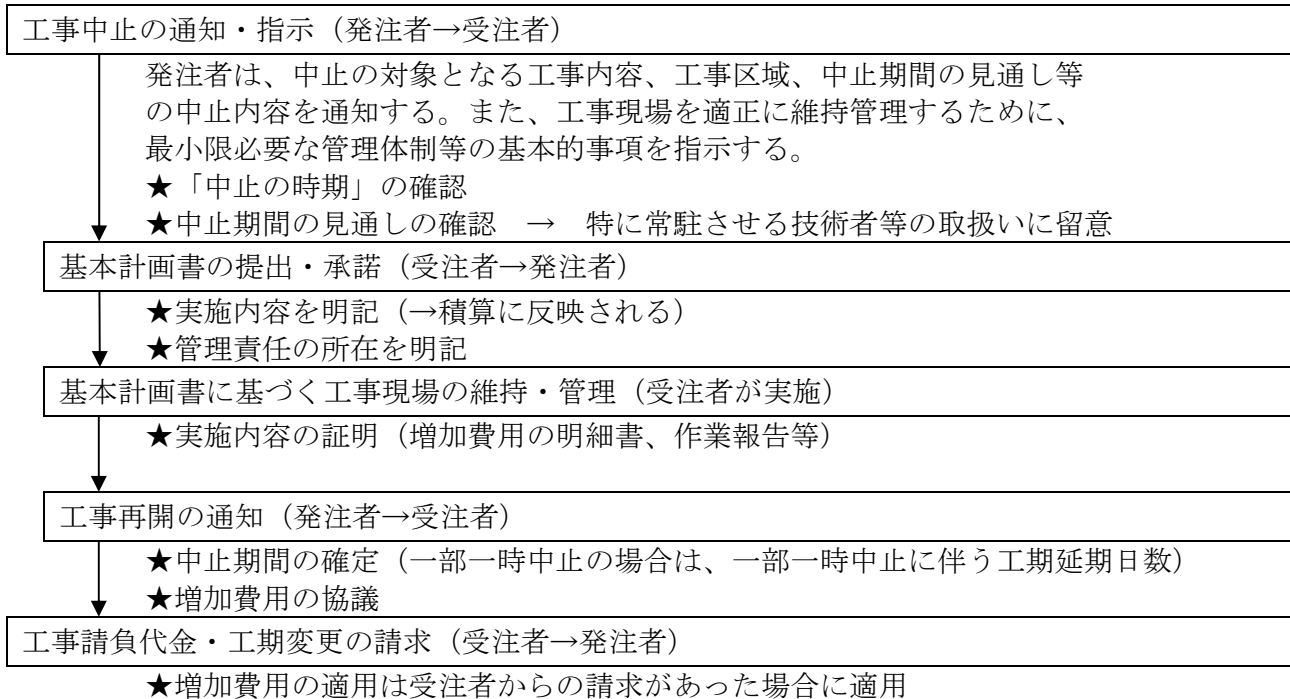 工事中止の通知・指示（発注者→受注者）
発注者は、中止の対象となる工事内容、工事区域、中止期間の見通し等
の中止内容を通知する。また、工事現場を適正に維持管理するために、
最小限必要な管理体制等の基本的事項を指示する。
★「中止の時期」の確認
★中止期間の見通しの確認　→　特に常駐させる技術者等の取扱いに留意
基本計画書の提出・承諾（受注者→発注者）
★実施内容を明記（→積算に反映される）
★管理責任の所在を明記
基本計画書に基づく工事現場の維持・管理（受注者が実施）
★実施内容の証明（増加費用の明細書、作業報告等）
工事再開の通知（発注者→受注者）
★中止期間の確定（一部一時中止の場合は、一部一時中止に伴う工期延期日数）
★増加費用の協議
工事請負代金・工期変更の請求（受注者→発注者）
★増加費用の適用は受注者からの請求があった場合に適用